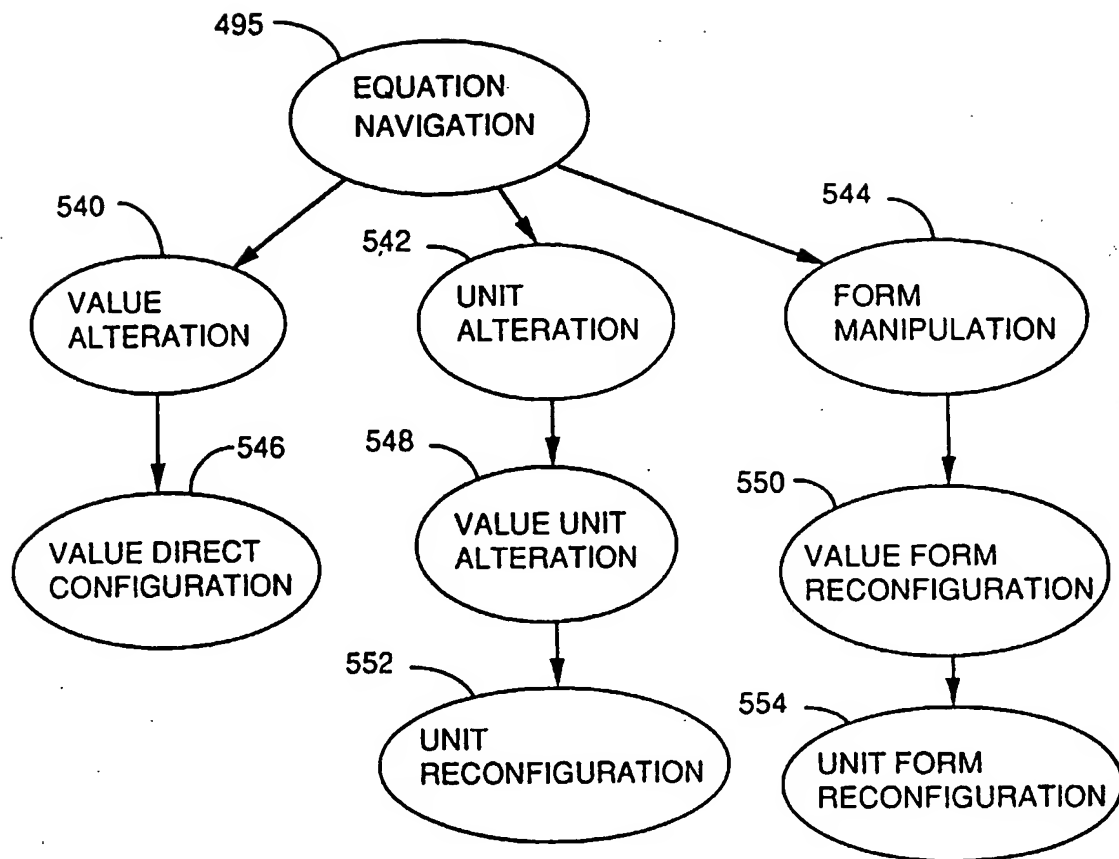 495
EQUATION
NAVIGATION
540
VALUE
ALTERATION
542
UNIT
ALTERATION
544
FORM
MANIPULATION
546
VALUE DIRECT
CONFIGURATION
548
VALUE UNIT
ALTERATION
550
VALUE FORM
RECONFIGURATION
552
UNIT
RECONFIGURATION
554
UNIT FORM
RECONFIGURATION